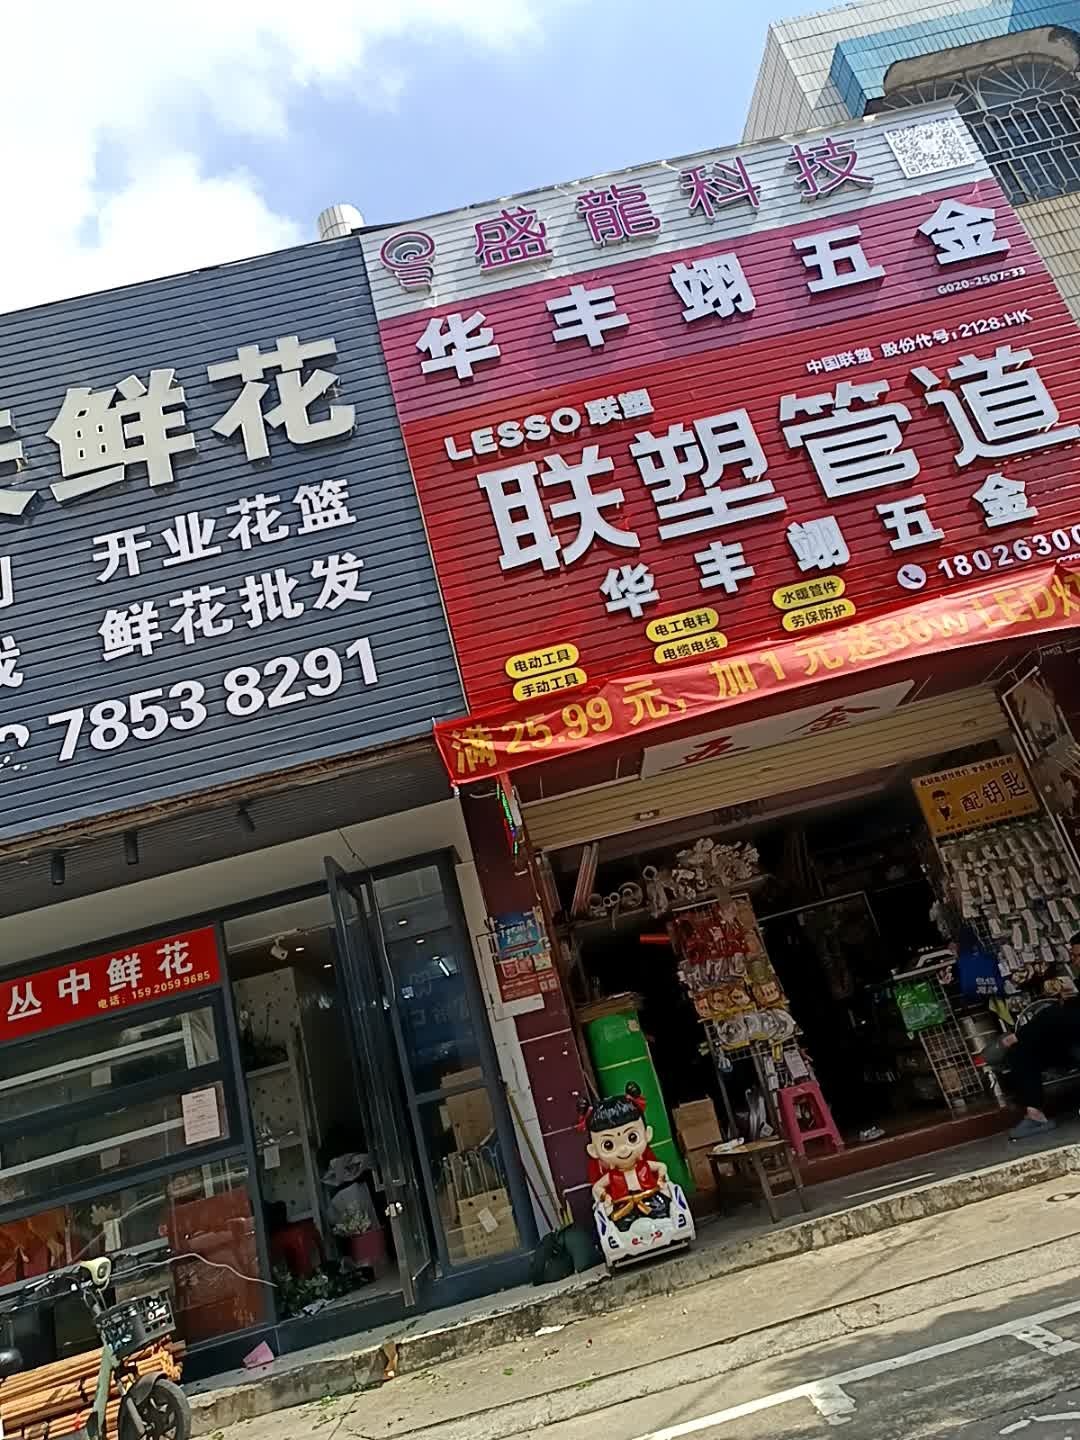 盛龍科技
华丰翊五金
G020-2507-33
中国联塑 股份代号:2128.HK
LESSO联塑
联塑管道
华丰翊五金
18026300
电动工具
手动工具
电工电料
电缆电线
水暖管件
劳保防护
满25.99元，加1元送30W LED灯
五金
配钥匙
鲜花
开业花篮
鲜花批发
7853 8291
丛中鲜花
电话：159 2059 9685